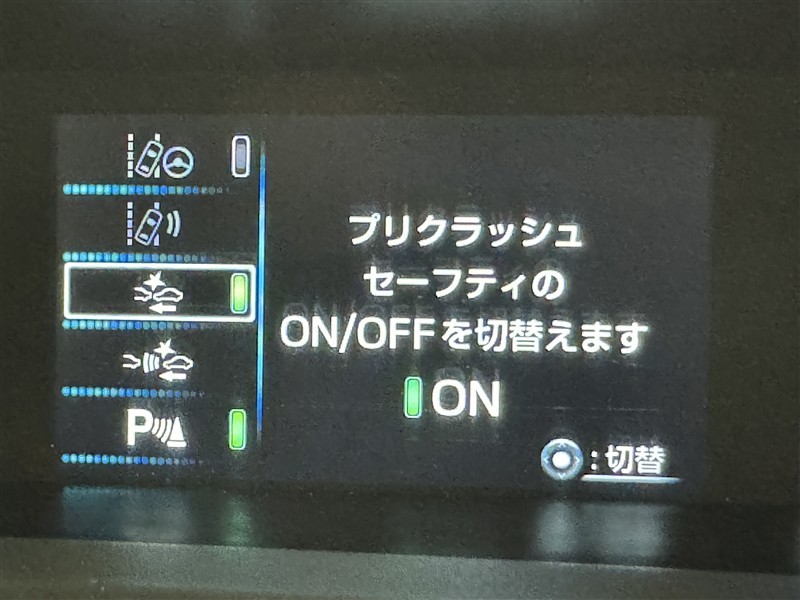 プリクラッシュ
セーフティの
ON/OFFを切替えます
ON
P
:切替